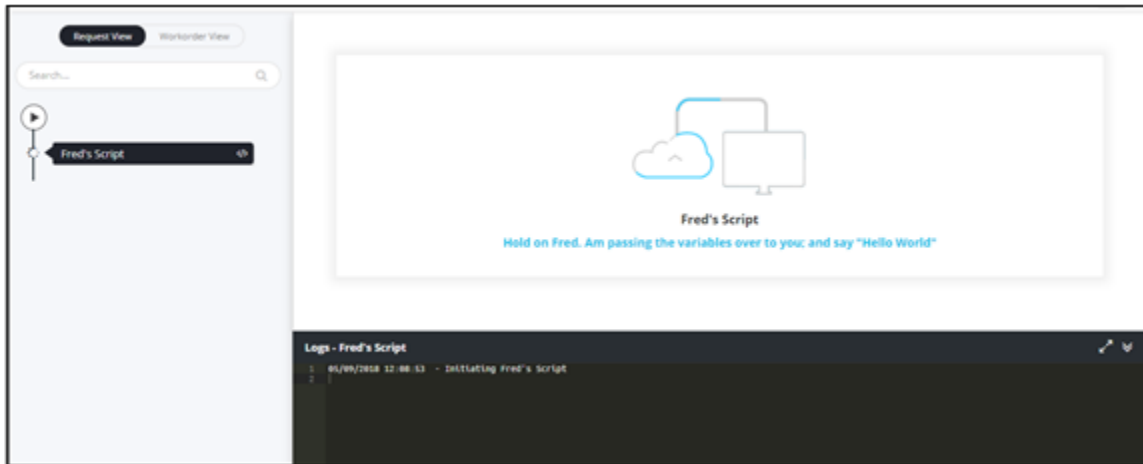 Request View
Workorder View
Search...
Fred's Script
</>
Fred's Script
Hold on Fred. Am passing the variables over to you; and say "Hello World"
Logs - Fred's Script
1 05/09/2018 12:08:53 - Initiating Fred's Script
2